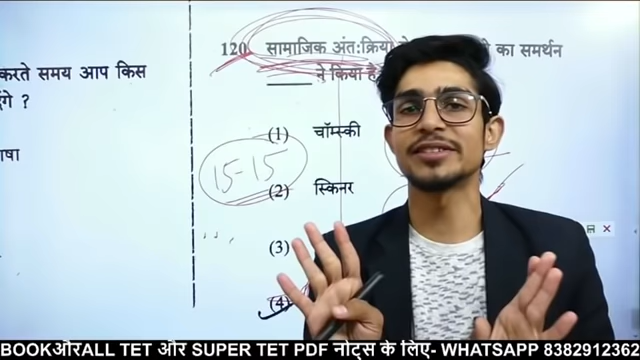 120. सामाजिक अंतःक्रिया का समर्थन
ने किया है
करते समय आप किस
गे ?
भाषा
(1) चॉम्स्की
15-15
(2) स्किनर
(3)
(4)
BOOKऔरALL TET और SUPER TET PDF नोट्स के लिए- WHATSAPP 8382912362